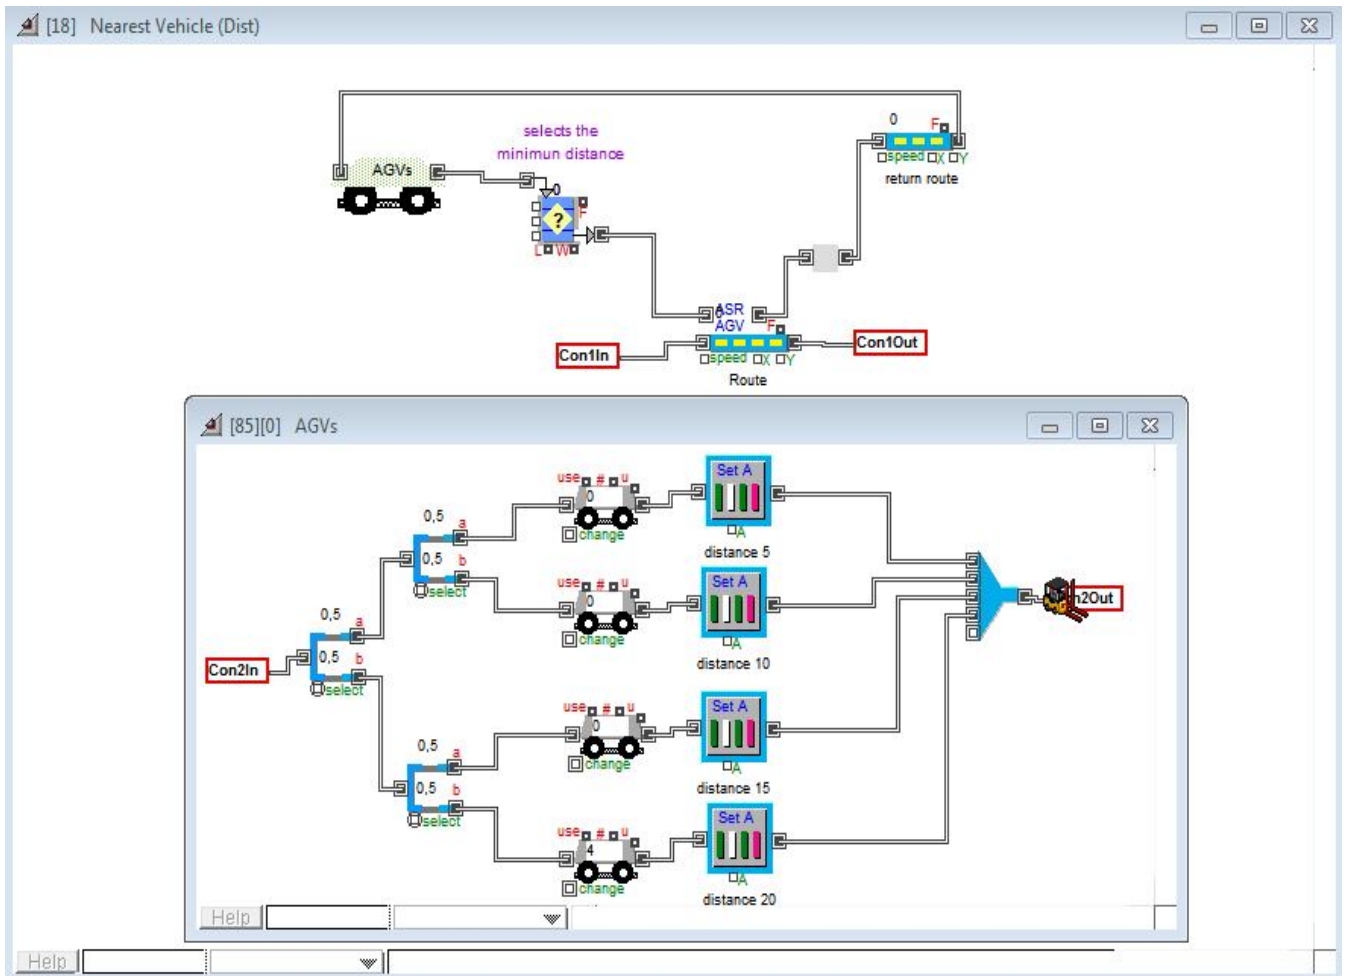 [18] Nearest Vehicle (Dist)
selects the
minimun distance
AGVs
0
F
speed X Y
return route
0
?
F
L W
0
ASR
AGV
F
Con1In
Con1Out
speed X Y
Route
[85][0] AGVs
use # u
0
change
Set A
A
distance 5
0,5
a
0,5
b
select
use # u
0
change
Set A
A
distance 10
0,5
a
0,5
b
select
Con2In
n2Out
use # u
0
change
Set A
A
distance 15
0,5
a
0,5
b
select
use # u
4
change
Set A
A
distance 20
Help
Help